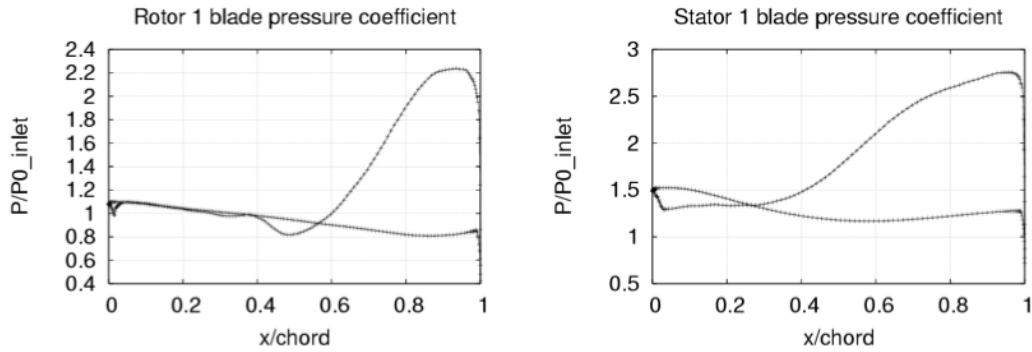 Rotor 1 blade pressure coefficient
2.4
2.2
2
1.8
1.6
1.4
1.2
1
0.8
0.6
0.4
P/P0_inlet
0 0.2 0.4 0.6 0.8 1
x/chord
Stator 1 blade pressure coefficient
3
2.5
2
1.5
1
0.5
P/P0_inlet
0 0.2 0.4 0.6 0.8 1
x/chord